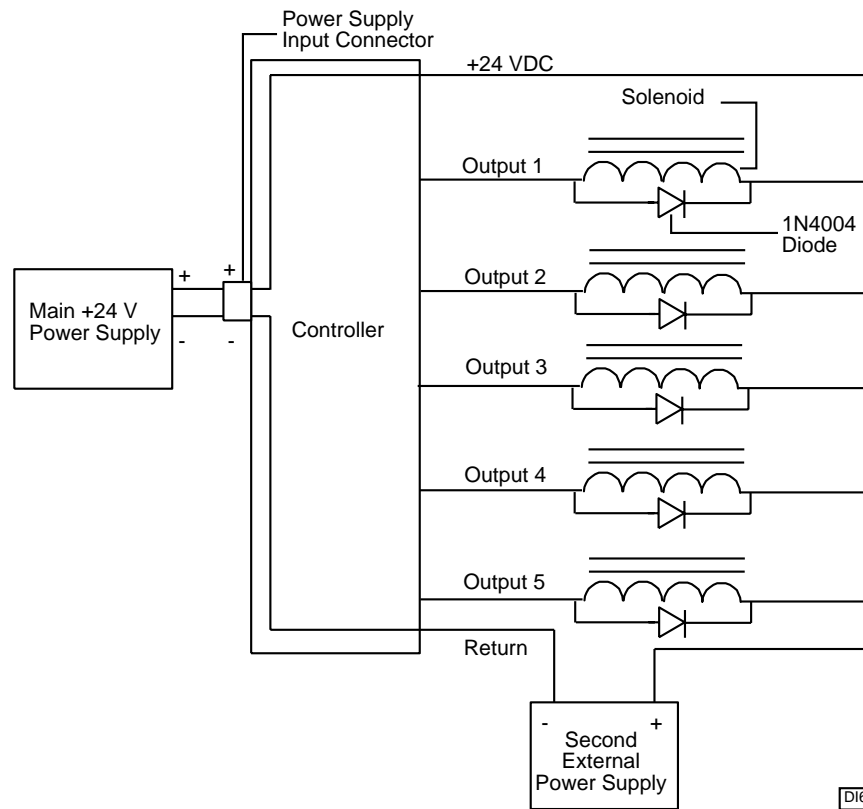 Power Supply
Input Connector
+24 VDC
Solenoid
Output 1
1N4004
Diode
+
+
Output 2
Main +24 V
Power Supply
Controller
-
-
Output 3
Output 4
Output 5
Return
-
+
Second
External
Power Supply
DI6